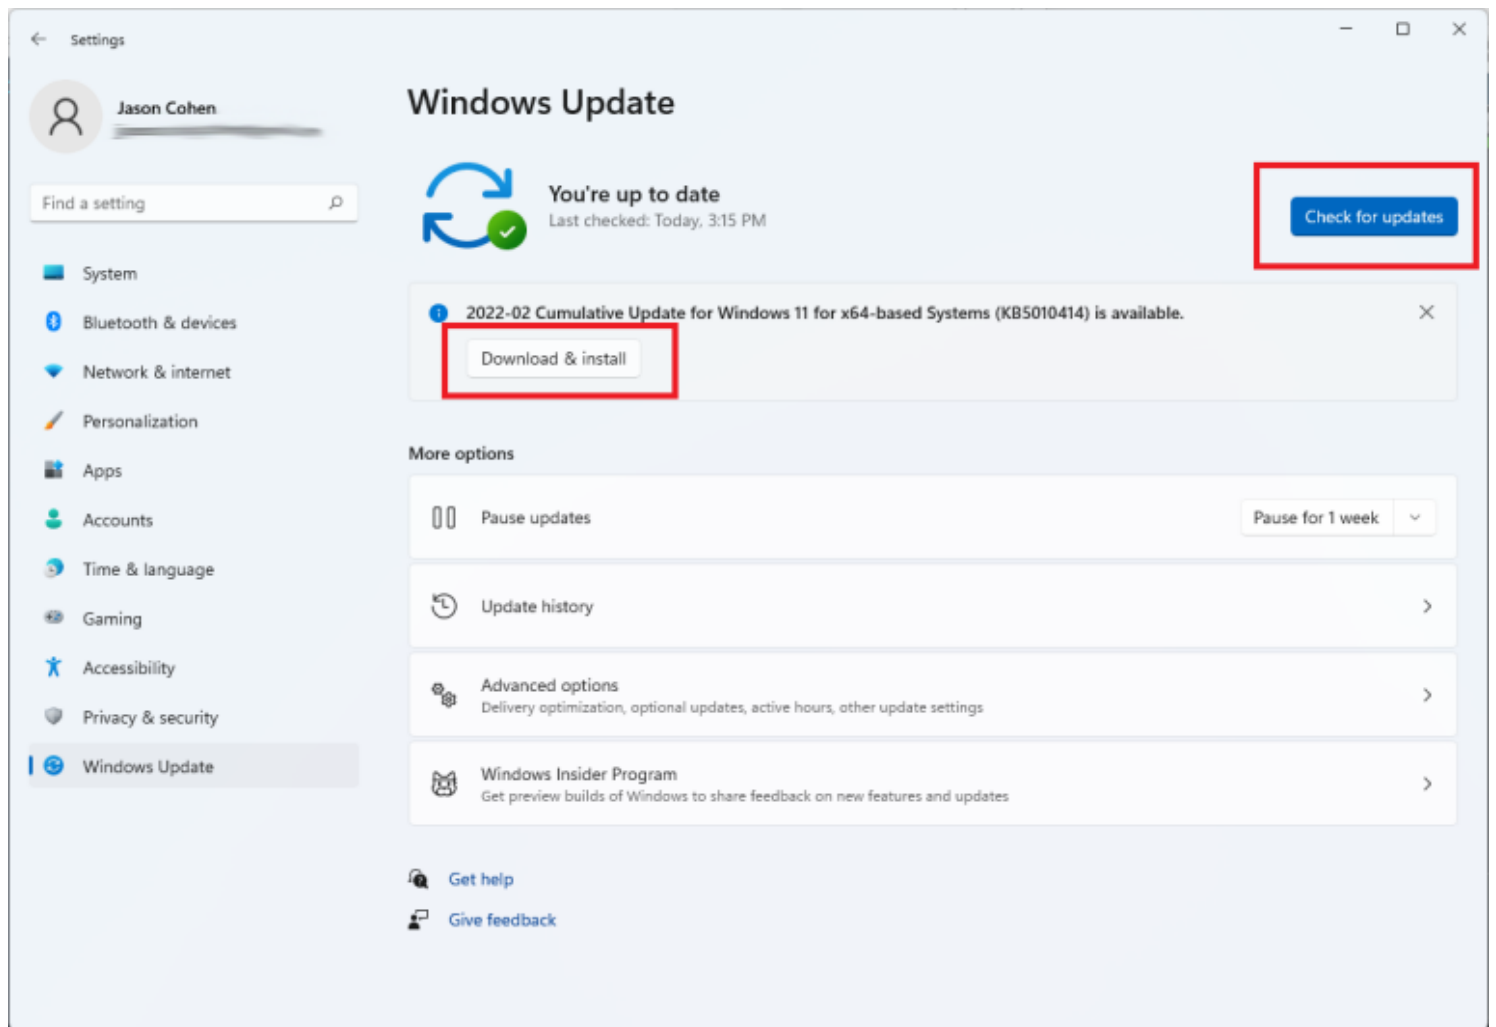 Settings
Jason Cohen
Find a setting
System
Bluetooth & devices
Network & internet
Personalization
Apps
Accounts
Time & language
Gaming
Accessibility
Privacy & security
Windows Update
Windows Update
You're up to date
Last checked: Today, 3:15 PM
Check for updates
2022-02 Cumulative Update for Windows 11 for x64-based Systems (KB5010414) is available.
Download & install
More options
Pause updates
Pause for 1 week
Update history
Advanced options
Delivery optimization, optional updates, active hours, other update settings
Windows Insider Program
Get preview builds of Windows to share feedback on new features and updates
Get help
Give feedback